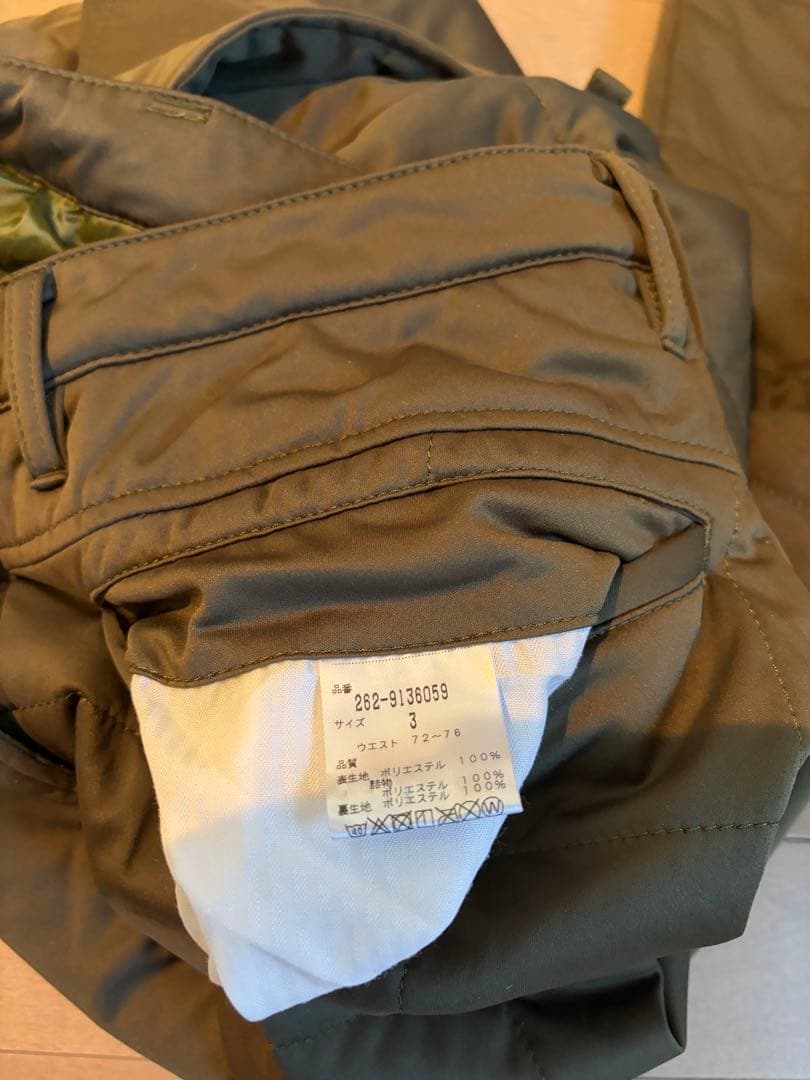 品番
262-9136059
サイズ 3
ウエスト 72～76
品質
表生地 ポリエステル 100%
詰物
ポリエステル 100%
裏生地 ポリエステル 100%
40 W